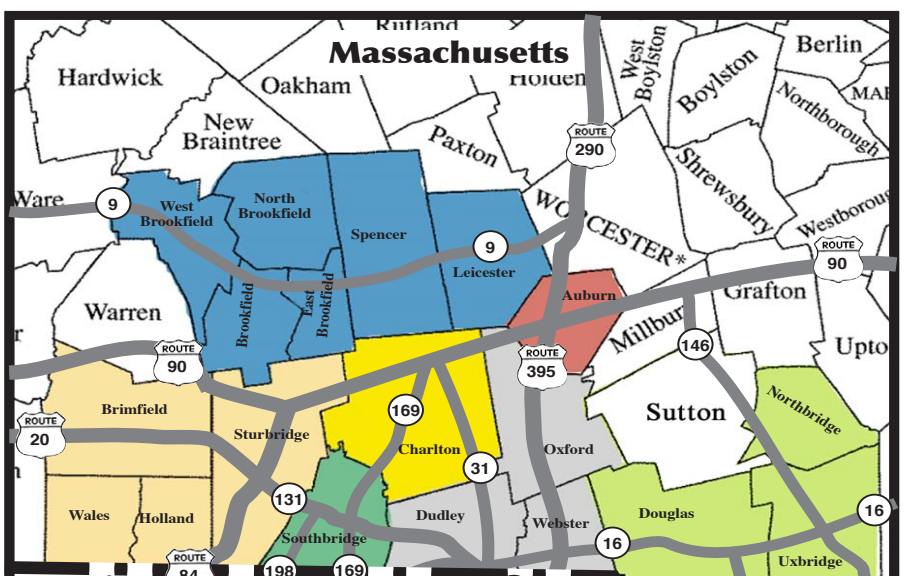 Rutland
Massachusetts
Hardwick
Oakham
Holden
West
Boylston
Boylston
Berlin
Northborough
New
Braintree
Paxton
ROUTE
290
Shrewsbury
Ware
9
West
Brookfield
North
Brookfield
Spencer
9
Leicester
WORCESTER*
ROUTE
90
Warren
Brookfield
East
Brookfield
Auburn
Millbury
Grafton
146
ROUTE
90
ROUTE
395
Brimfield
169
Sutton
Northbridge
ROUTE
20
Sturbridge
Charlton
Oxford
31
131
Wales
Holland
Southbridge
Dudley
Webster
Douglas
16
16
Uxbridge
ROUTE
84
198
169